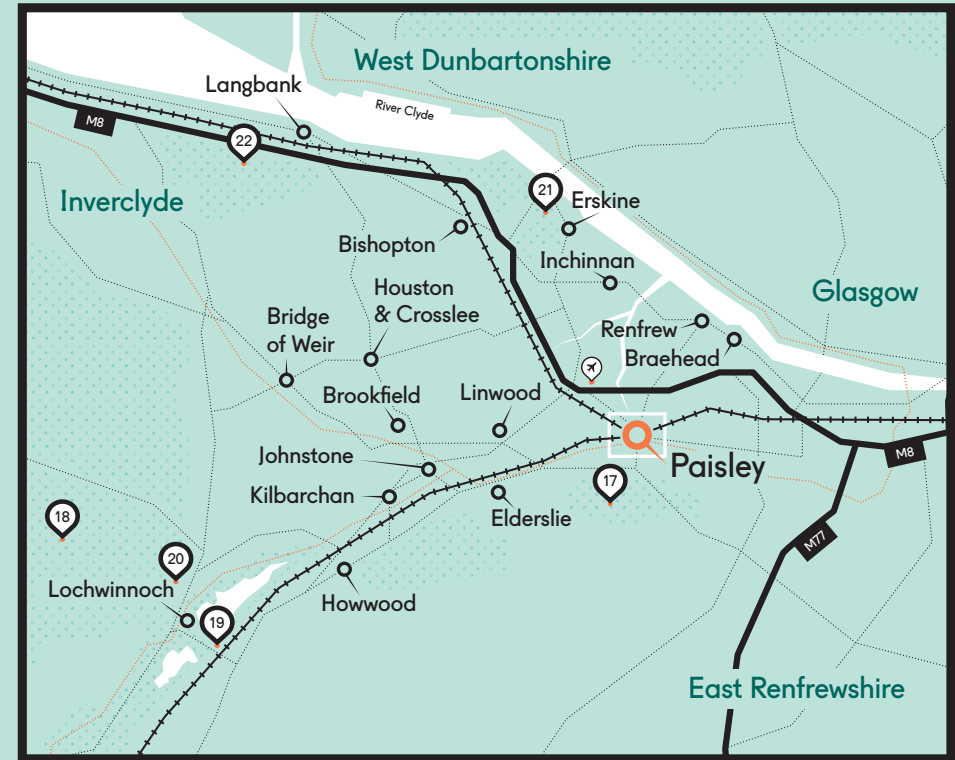 West Dunbartonshire
Langbank
River Clyde
M8
22
21
Inverclyde
Erskine
Bishopton
Inchinnan
Glasgow
Houston
& Crosslee
Bridge
of Weir
Renfrew
Braehead
Brookfield
Linwood
Johnstone
Paisley
M8
Kilbarchan
17
Elderslie
18
M77
20
Lochwinnoch
Howwood
19
East Renfrewshire